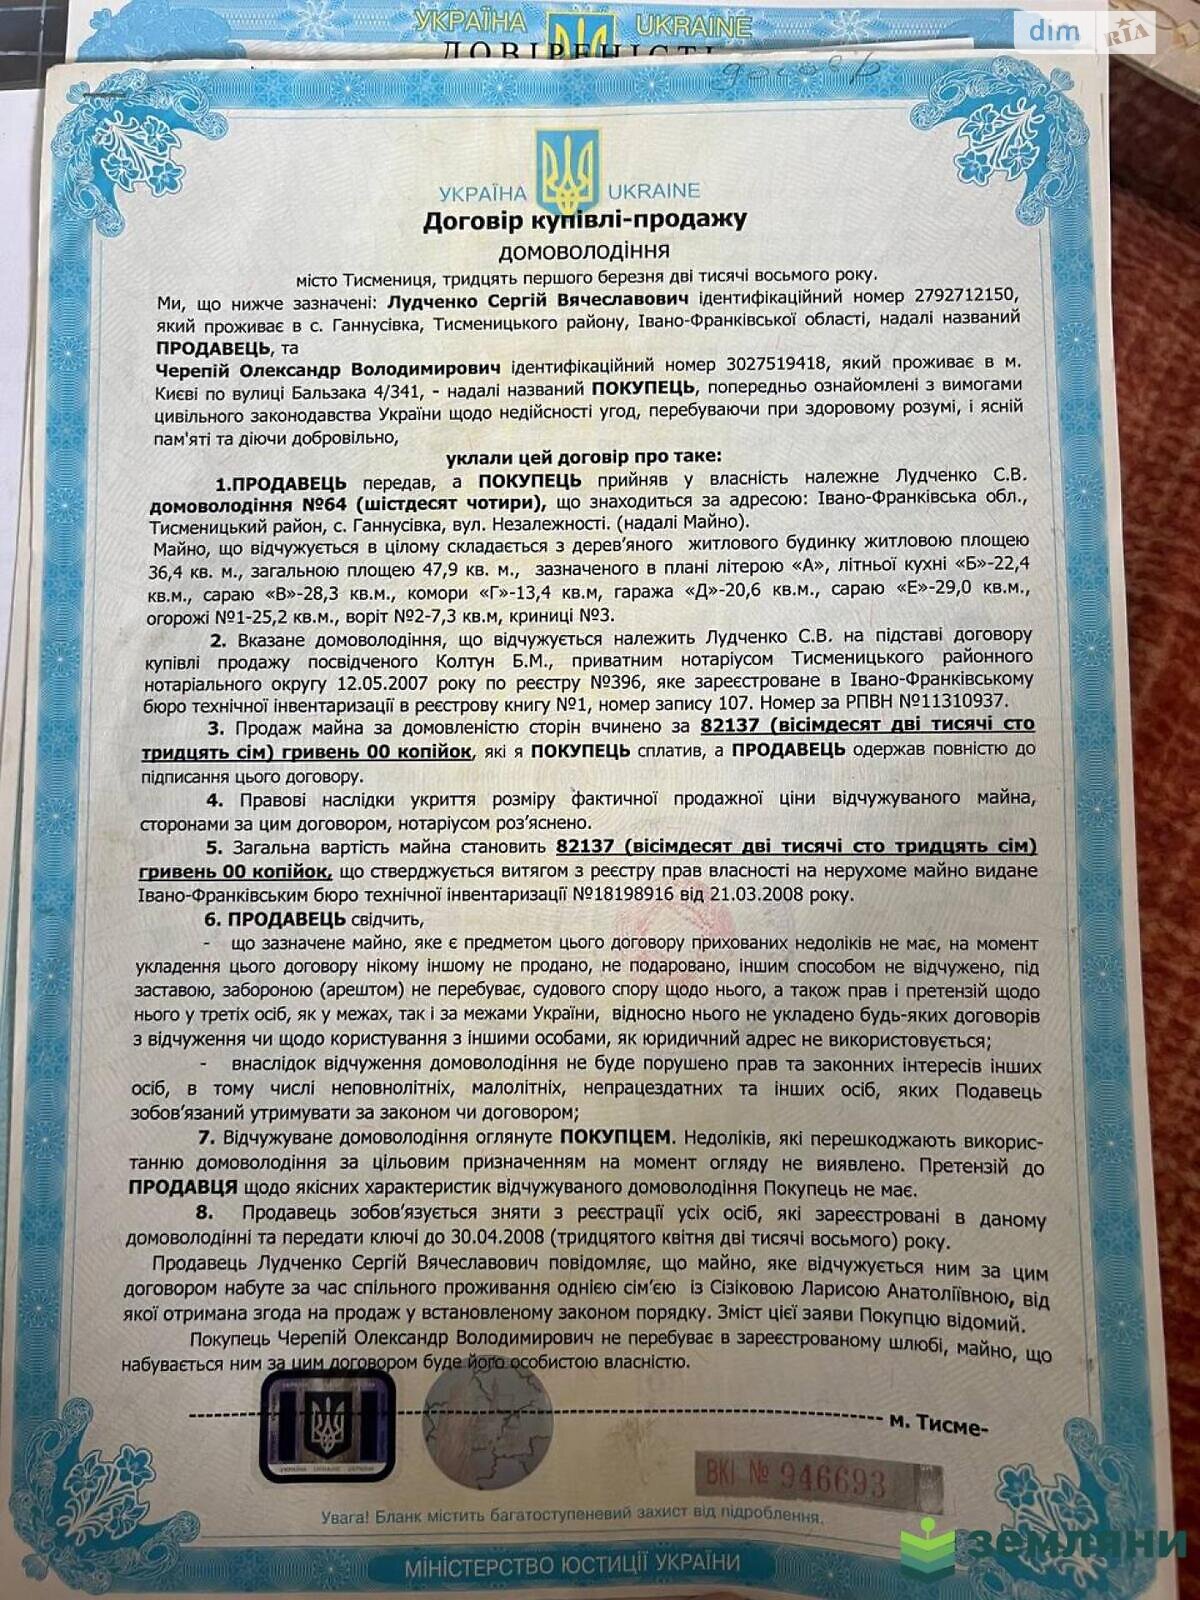 УКРАЇНА UKRAINE
ДОВІРЕНІСТЬ
dim RIA
УКРАЇНА UKRAINE
Договір купівлі-продажу
домоволодіння
місто Тисмениця, тридцять першого березня дві тисячі восьмого року.
Ми, що нижче зазначені: Лудченко Сергій Вячеславович ідентифікаційний номер 2792712150,
який проживає в с. Ганнусівка, Тисменицького району, Івано-Франківської області, надалі названий
ПРОДАВЕЦЬ, та
Черепій Олександр Володимирович ідентифікаційний номер 3027519418, який проживає в м.
Києві по вулиці Бальзака 4/341, - надалі названий ПОКУПЕЦЬ, попередньо ознайомлені з вимогами
цивільного законодавства України щодо недійсності угод, перебуваючи при здоровому розумі, і ясній
пам'яті та діючи добровільно,
уклали цей договір про таке:
1.ПРОДАВЕЦЬ передав, а ПОКУПЕЦЬ прийняв у власність належне Лудченко С.В.
домоволодіння №64 (шістдесят чотири), що знаходиться за адресою: Івано-Франківська обл.,
Тисменицький район, с. Ганнусівка, вул. Незалежності. (надалі Майно).
Майно, що відчужується в цілому складається з дерев’яного житлового будинку житловою площею
36,4 кв. м., загальною площею 47,9 кв. м., зазначеного в плані літерою «А», літньої кухні «Б»-22,4
кв.м., сараю «В»-28,3 кв.м., комори «Г»-13,4 кв.м, гаража «Д»-20,6 кв.м., сараю «Е»-29,0 кв.м.,
огорожі №1-25,2 кв.м., воріт №2-7,3 кв.м, криниці №3.
2. Вказане домоволодіння, що відчужується належить Лудченко С.В. на підставі договору
купівлі продажу посвідченого Колтун Б.М., приватним нотаріусом Тисменицького районного
нотаріального округу 12.05.2007 року по реєстру №396, яке зареєстроване в Івано-Франківському
бюро технічної інвентаризації в реєстрову книгу №1, номер запису 107. Номер за РПВН №11310937.
3. Продаж майна за домовленістю сторін вчинено за 82137 (вісімдесят дві тисячі сто
тридцять сім) гривень 00 копійок, які я ПОКУПЕЦЬ сплатив, а ПРОДАВЕЦЬ одержав повністю до
підписання цього договору.
4. Правові наслідки укриття розміру фактичної продажної ціни відчужуваного майна,
сторонами за цим договором, нотаріусом роз’яснено.
5. Загальна вартість майна становить 82137 (вісімдесят дві тисячі сто тридцять сім)
гривень 00 копійок, що стверджується витягом з реєстру прав власності на нерухоме майно видане
Івано-Франківським бюро технічної інвентаризації №18198916 від 21.03.2008 року.
6. ПРОДАВЕЦЬ свідчить,
- що зазначене майно, яке є предметом цього договору прихованих недоліків не має, на момент
укладення цього договору нікому іншому не продано, не подаровано, іншим способом не відчужено, під
заставою, забороною (арештом) не перебуває, судового спору щодо нього, а також прав і претензій щодо
нього у третіх осіб, як у межах, так і за межами України, відносно нього не укладено будь-яких договорів
з відчуження чи щодо користування з іншими особами, як юридичний адрес не використовується;
- внаслідок відчуження домоволодіння не буде порушено прав та законних інтересів інших
осіб, в тому числі неповнолітніх, малолітніх, непрацездатних та інших осіб, яких Подавець
зобов’язаний утримувати за законом чи договором;
7. Відчужуване домоволодіння оглянуте ПОКУПЦЕМ. Недоліків, які перешкоджають викорис-
танню домоволодіння за цільовим призначенням на момент огляду не виявлено. Претензій до
ПРОДАВЦЯ щодо якісних характеристик відчужуваного домоволодіння Покупець не має.
8. Продавець зобов’язується зняти з реєстрації усіх осіб, які зареєстровані в даному
домоволодінні та передати ключі до 30.04.2008 (тридцятого квітня дві тисячі восьмого) року.
Продавець Лудченко Сергій Вячеславович повідомляє, що майно, яке відчужується ним за цим
договором набуте за час спільного проживання однією сім’єю із Сізіковою Ларисою Анатоліївною, від
якої отримана згода на продаж у встановленому законом порядку. Зміст цієї заяви Покупцю відомий.
Покупець Черепій Олександр Володимирович не перебуває в зареєстрованому шлюбі, майно, що
набувається ним за цим договором буде його особистою власністю.
м. Тисме-
ВКІ № 946693
Увага! Бланк містить багатоступеневий захист від підроблення.
МІНІСТЕРСТВО ЮСТИЦІЇ УКРАЇНИ
земляни